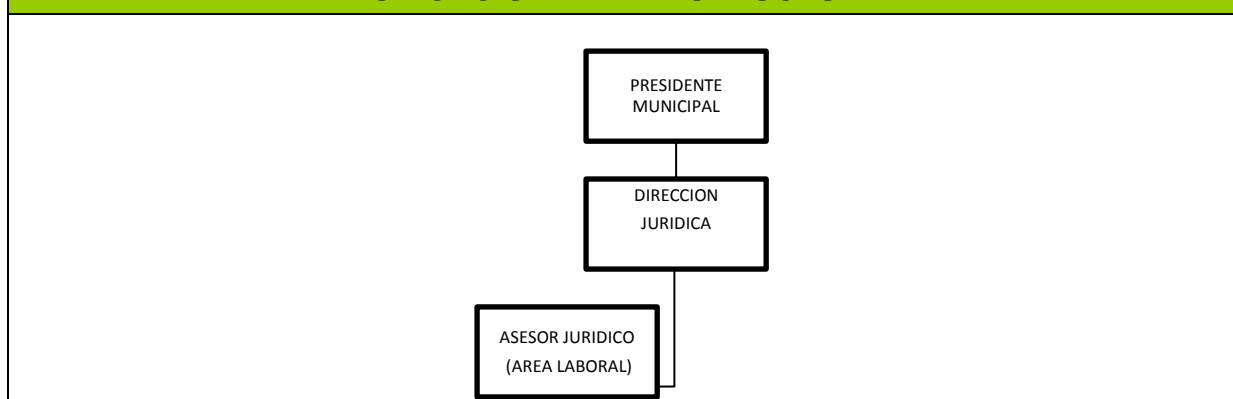 PRESIDENTE
MUNICIPAL
DIRECCION
JURIDICA
ASESOR JURIDICO
(AREA LABORAL)